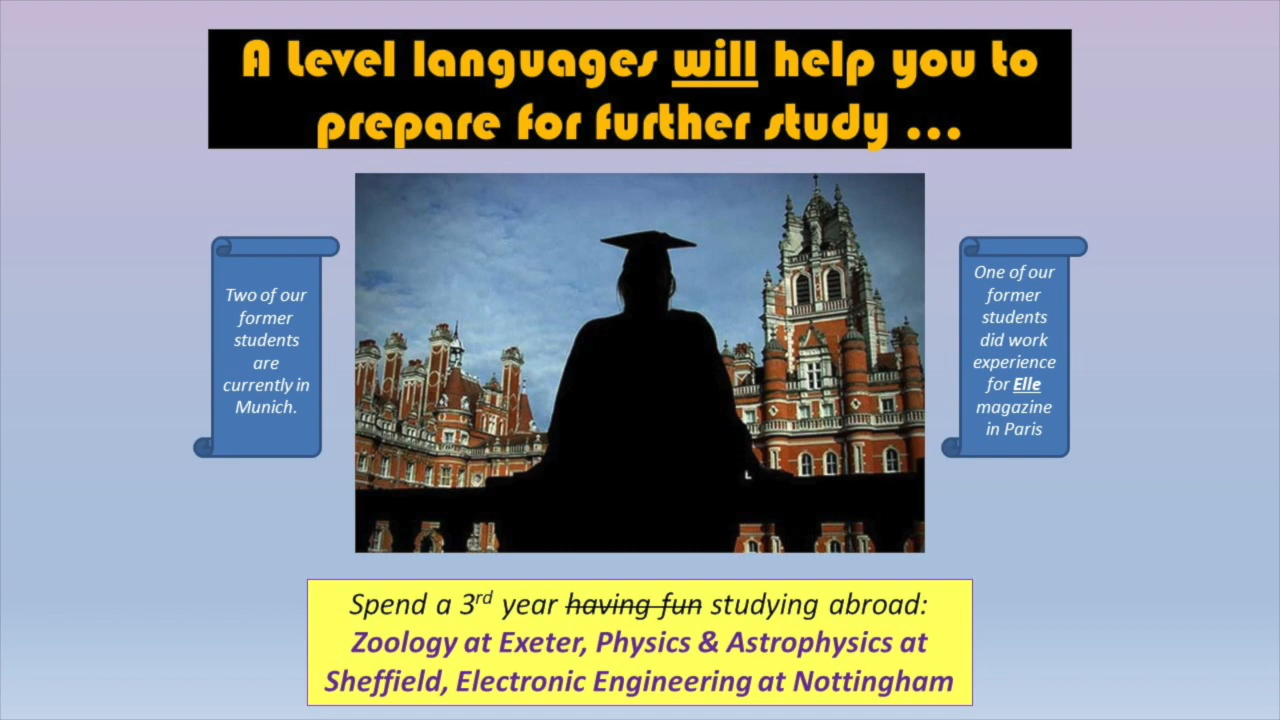 A Level languages will help you to
prepare for further study ...
Two of our
former
students
are
currently in
Munich.
One of our
former
students
did work
experience
for Elle
magazine
in Paris
Spend a 3rd year having fun studying abroad:
Zoology at Exeter, Physics & Astrophysics at
Sheffield, Electronic Engineering at Nottingham